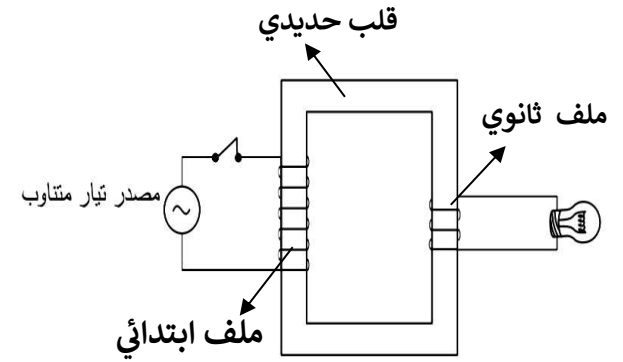 قلب حديدي
ملف ثانوي
مصدر تيار متناوب
ملف ابتدائي